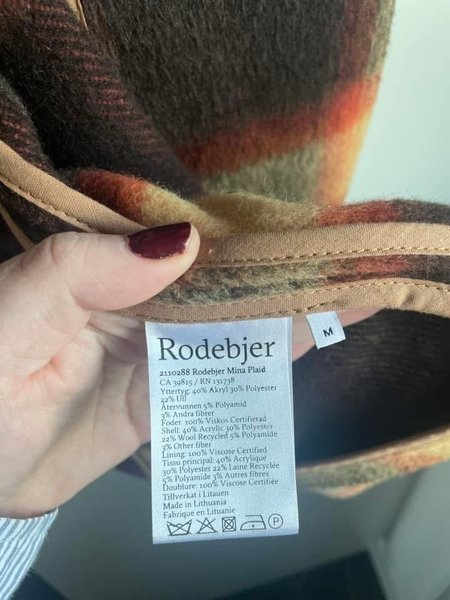 Rodebjer
2110288 Rodebjer Mina Plaid
CA 39815 / RN 131738
Yttertyg: 40% Akryl 30% Polyester
22% Ull
Återvunnen 5% Polyamid
3% Andra fibrer
Foder: 100% Viskos Certifierad
Shell: 40% Acrylic 30% Polyester
22% Wool Recycled 5% Polyamide
3% Other fiber
Lining: 100% Viscose Certified
Tissu principal: 40% Acrylique
30% Polyester 22% Laine Recyclée
5% Polyamide 3% Autres fibres
Doublure: 100% Viscose Certifiée
Tillverkat i Litauen
Made in Lithuania
Fabrique en Lituanie
P
M